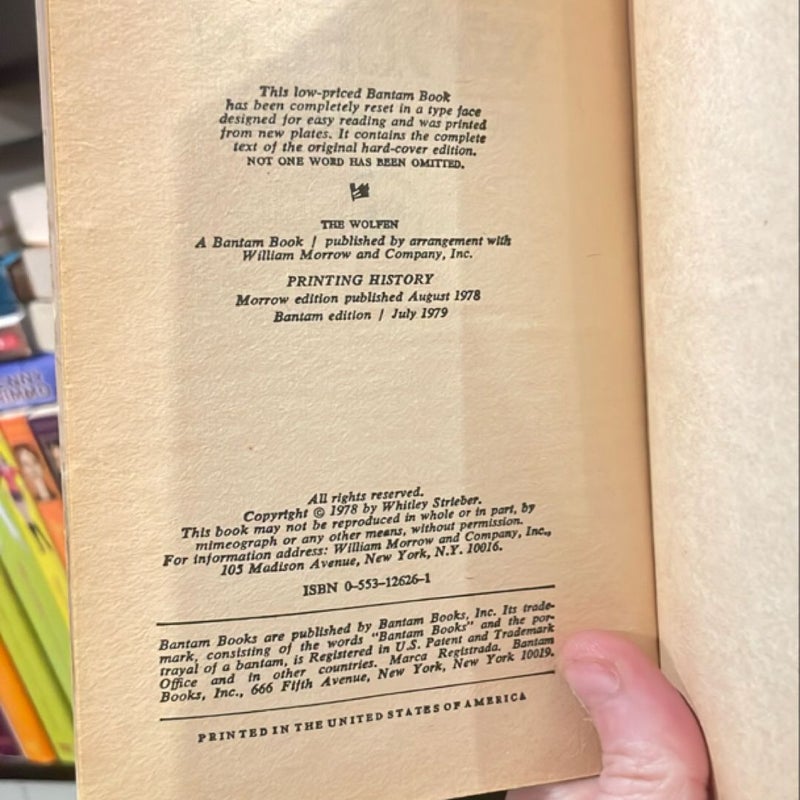 This low-priced Bantam Book
has been completely reset in a type face
designed for easy reading and was printed
from new plates. It contains the complete
text of the original hard-cover edition.
NOT ONE WORD HAS BEEN OMITTED.
THE WOLFEN
A Bantam Book / published by arrangement with
William Morrow and Company, Inc.
PRINTING HISTORY
Morrow edition published August 1978
Bantam edition / July 1979
All rights reserved.
Copyright © 1978 by Whitley Strieber.
This book may not be reproduced in whole or in part, by
mimeograph or any other means, without permission.
For information address: William Morrow and Company, Inc.,
105 Madison Avenue, New York, N.Y. 10016.
ISBN 0-553-12626-1
Bantam Books are published by Bantam Books, Inc. Its trade-
mark, consisting of the words "Bantam Books" and the por-
trayal of a bantam, is Registered in U.S. Patent and Trademark
Office and in other countries. Marca Registrada. Bantam
Books, Inc., 666 Fifth Avenue, New York, New York 10019.
PRINTED IN THE UNITED STATES OF AMERICA